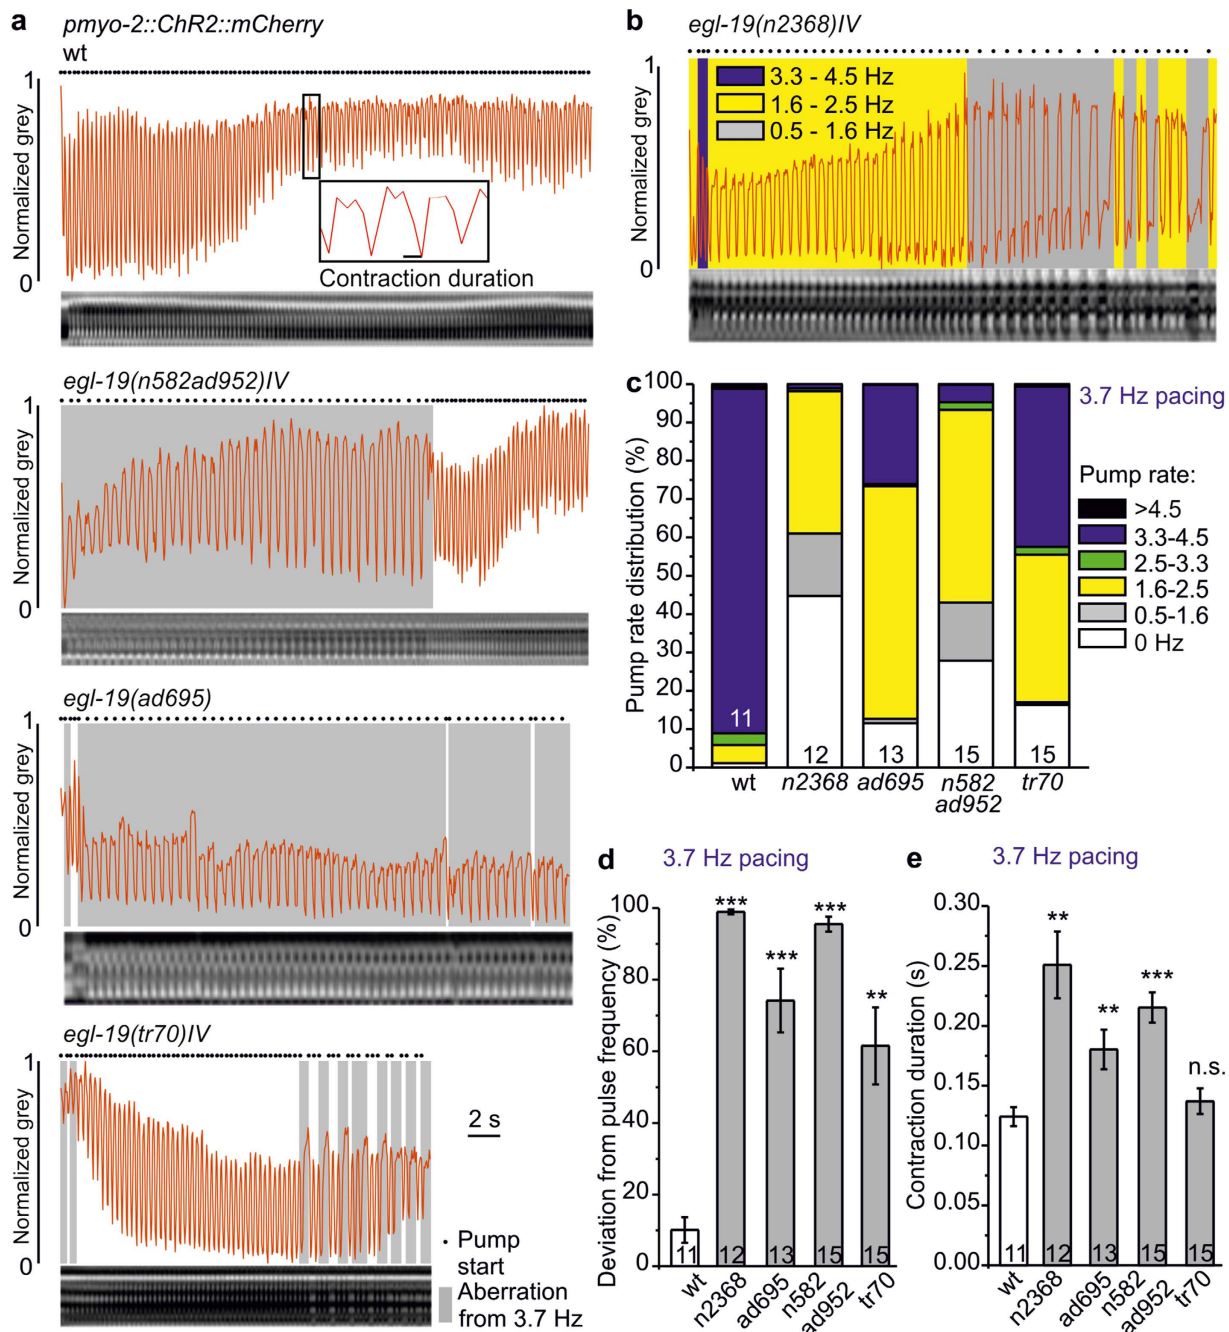 a
pmyo-2::ChR2::mCherry
wt
1
Normalized grey
0
Contraction duration
egl-19(n582ad952)IV
1
Normalized grey
0
egl-19(ad695)
1
Normalized grey
0
egl-19(tr70)IV
1
Normalized grey
0
2 s
• Pump
start
Aberration
from 3.7 Hz
b
egl-19(n2368)IV
1
Normalized grey
0
3.3 - 4.5 Hz
1.6 - 2.5 Hz
0.5 - 1.6 Hz
c
Pump rate distribution (%)
100
90
80
70
60
50
40
30
20
10
0
11
12
13
15
15
wt
n2368
ad695
n582
ad952
tr70
3.7 Hz pacing
Pump rate:
>4.5
3.3-4.5
2.5-3.3
1.6-2.5
0.5-1.6
0 Hz
d
3.7 Hz pacing
Deviation from pulse frequency (%)
100
80
60
40
20
0
***
***
***
**
11
12
13
15
15
wt
n2368
ad695
n582
ad952
tr70
e
3.7 Hz pacing
Contraction duration (s)
0.30
0.25
0.20
0.15
0.10
0.05
0.00
**
**
***
n.s.
11
12
13
15
15
wt
n2368
ad695
n582
ad952
tr70